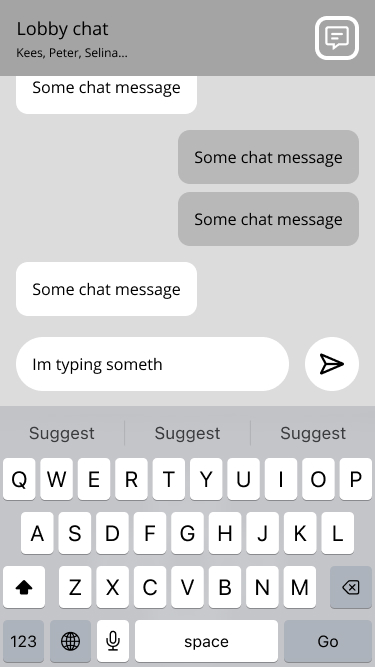 Lobby chat
Kees, Peter, Selina...
Some chat message
Some chat message
Some chat message
Some chat message
Im typing someth
Suggest Suggest Suggest
Q W E R T Y U I O P
A S D F G H J K L
Z X C V B N M
123 space Go